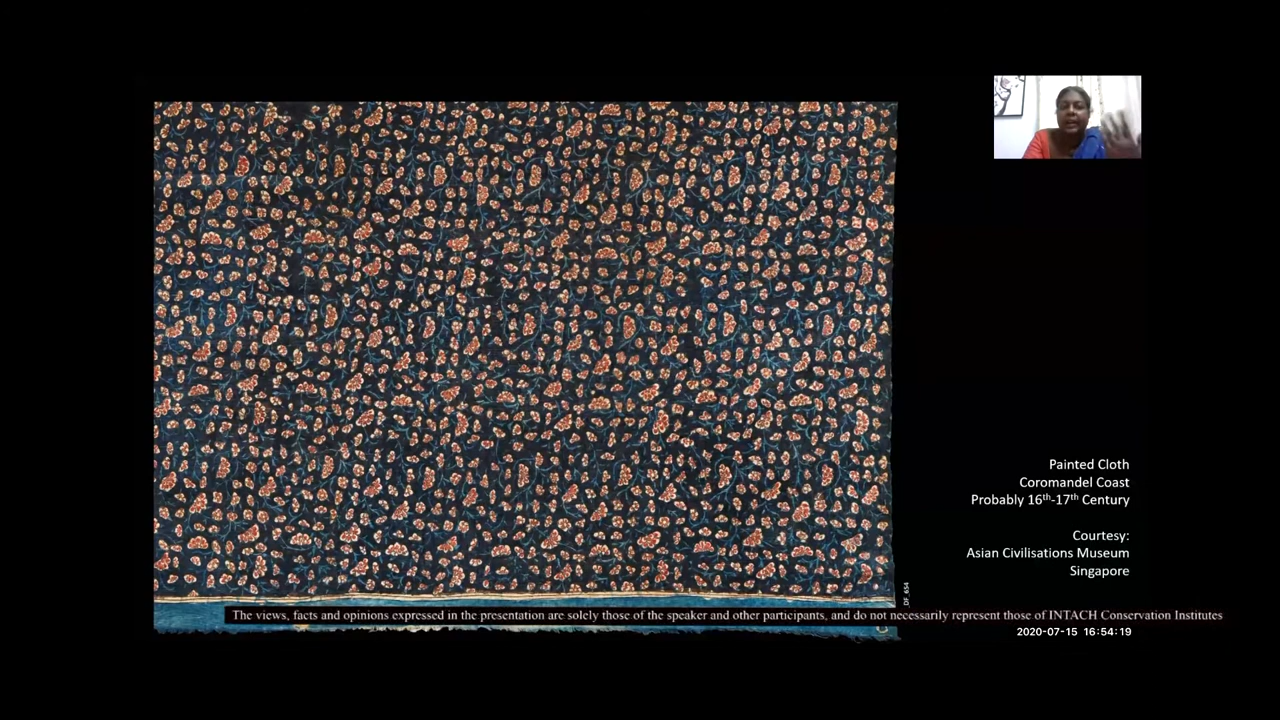 Painted Cloth
Coromandel Coast
Probably 16th-17th Century
Courtesy:
Asian Civilisations Museum
Singapore
DF_654
The views, facts and opinions expressed in the presentation are solely those of the speaker and other participants, and do not necessarily represent those of INTACH Conservation Institutes
2020-07-15 16:54:19